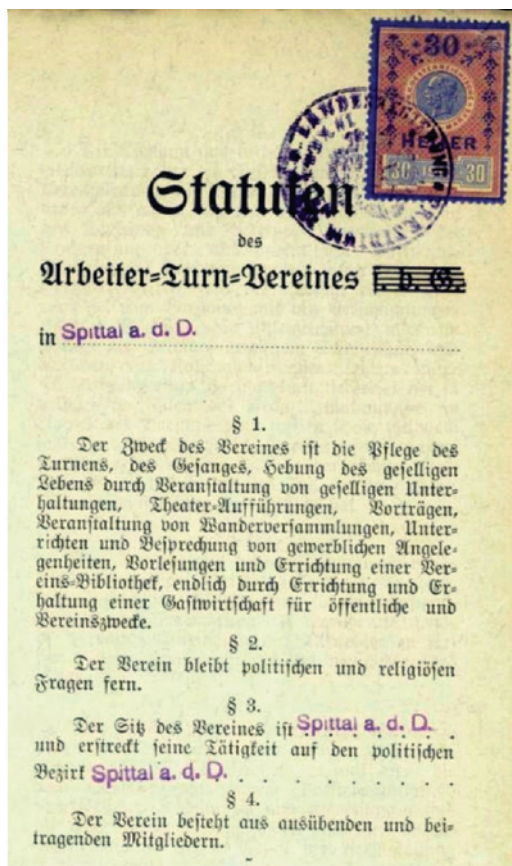 30
HELLER
30 30
Statuten
des
Arbeiter-Turn-Vereines
in Spittal a. d. D.
§ 1.
Der Zweck des Vereines ist die Pflege des
Turnens, des Gesanges, Hebung des geselligen
Lebens durch Veranstaltung von geselligen Unter-
haltungen, Theater-Aufführungen, Vorträgen,
Veranstaltung von Wanderversammlungen, Unter-
richten und Besprechung von gewerblichen Angele-
genheiten, Vorlesungen und Errichtung einer Ver-
eins-Bibliothek, endlich durch Errichtung und Er-
haltung einer Gastwirtschaft für öffentliche und
Vereinszwecke.
§ 2.
Der Verein bleibt politischen und religiösen
Fragen fern.
§ 3.
Der Sitz des Vereines ist Spittal a. d. D.
und erstreckt seine Tätigkeit auf den politischen
Bezirk Spittal a. d. D. . . . . . . . .
§ 4.
Der Verein besteht aus ausübenden und bei-
tragenden Mitgliedern.